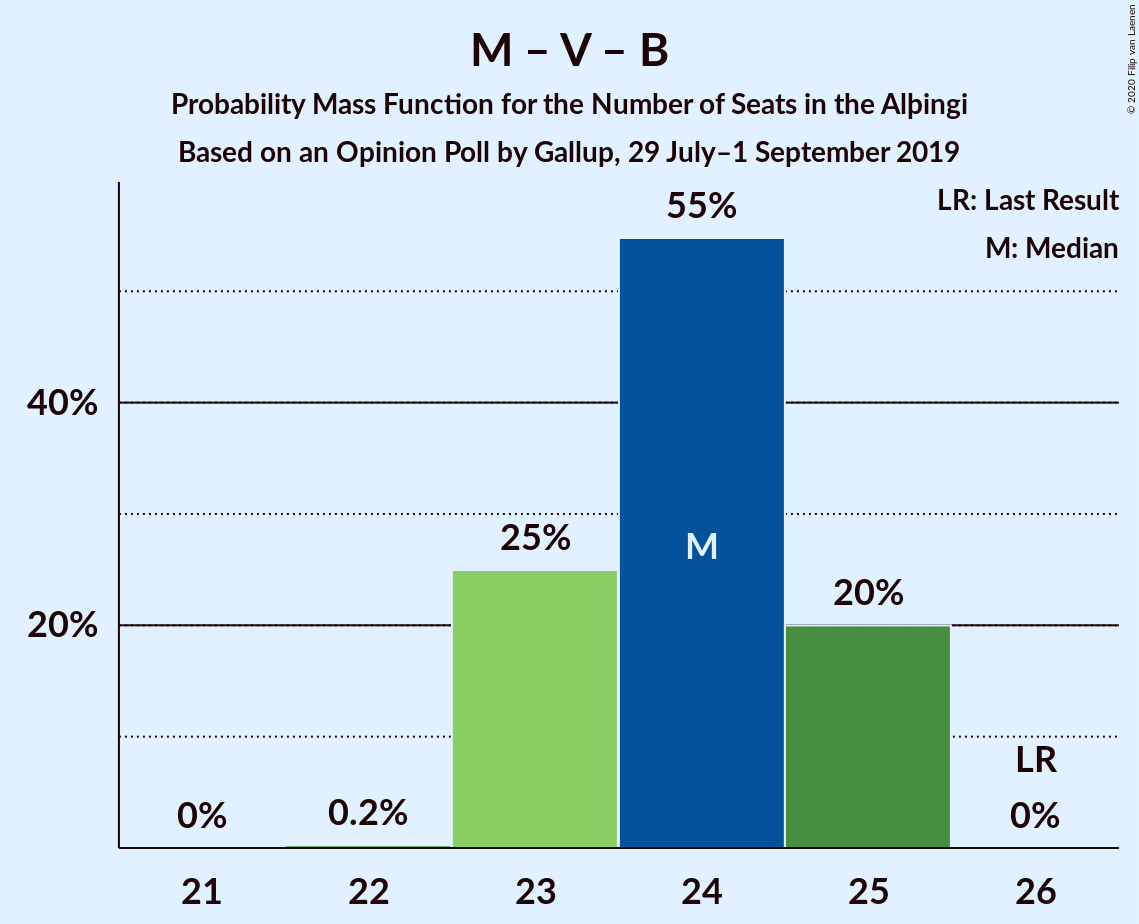 M – V – B
Probability Mass Function for the Number of Seats in the Alþingi
Based on an Opinion Poll by Gallup, 29 July–1 September 2019
© 2020 Filip van Laenen
LR: Last Result
M: Median
55%
40%
25%
M
20%
20%
LR
0%
0.2%
0%
21
22
23
24
25
26